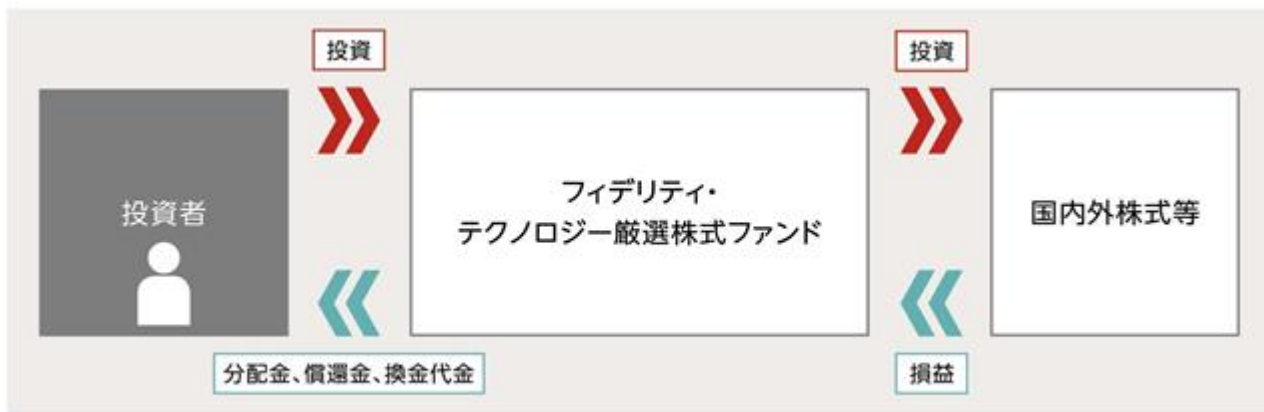 投資
投資
投資者
フィデリティ・
テクノロジー厳選株式ファンド
国内外株式等
分配金、償還金、換金代金
損益